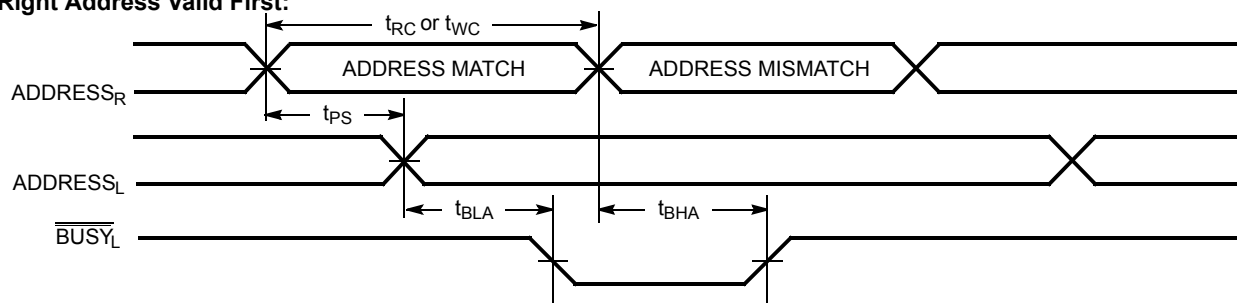 Right Address Valid First:
tRC or tWC
ADDRESS MATCH
ADDRESS MISMATCH
ADDRESSR
tPS
ADDRESSL
tBLA
tBHA
BUSYL